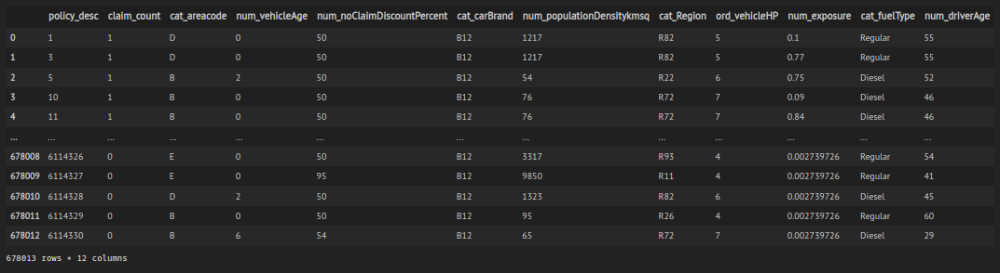 policy_desc claim_count cat_areacode num_vehicleAge num_noClaimDiscountPercent cat_carBrand num_populationDensitykmsq cat_Region ord_vehicleHP num_exposure cat_fuelType num_driverAge
0 1 1 D 0 50 B12 1217 R82 5 0.1 Regular 55
1 3 1 D 0 50 B12 1217 R82 5 0.77 Regular 55
2 5 1 B 2 50 B12 54 R22 6 0.75 Diesel 52
3 10 1 B 0 50 B12 76 R72 7 0.09 Diesel 46
4 11 1 B 0 50 B12 76 R72 7 0.84 Diesel 46
... ... ... ... ... ... ... ... ... ... ... ... ...
678008 6114326 0 E 0 50 B12 3317 R93 4 0.002739726 Regular 54
678009 6114327 0 E 0 95 B12 9850 R11 4 0.002739726 Regular 41
678010 6114328 0 D 2 50 B12 1323 R82 6 0.002739726 Diesel 45
678011 6114329 0 B 0 50 B12 95 R26 4 0.002739726 Regular 60
678012 6114330 0 B 6 54 B12 65 R72 7 0.002739726 Diesel 29
678013 rows × 12 columns